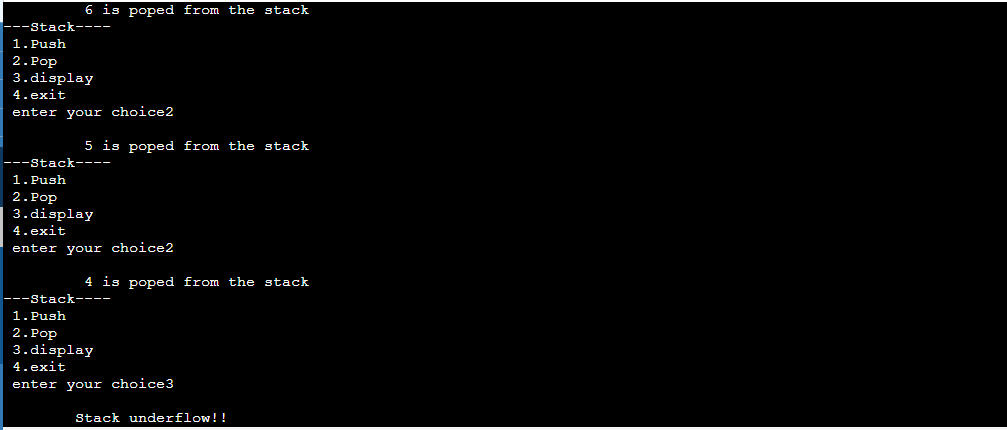 6 is poped from the stack
---Stack----
1.Push
2.Pop
3.display
4.exit
enter your choice2
5 is poped from the stack
---Stack----
1.Push
2.Pop
3.display
4.exit
enter your choice2
4 is poped from the stack
---Stack----
1.Push
2.Pop
3.display
4.exit
enter your choice3
Stack underflow!!